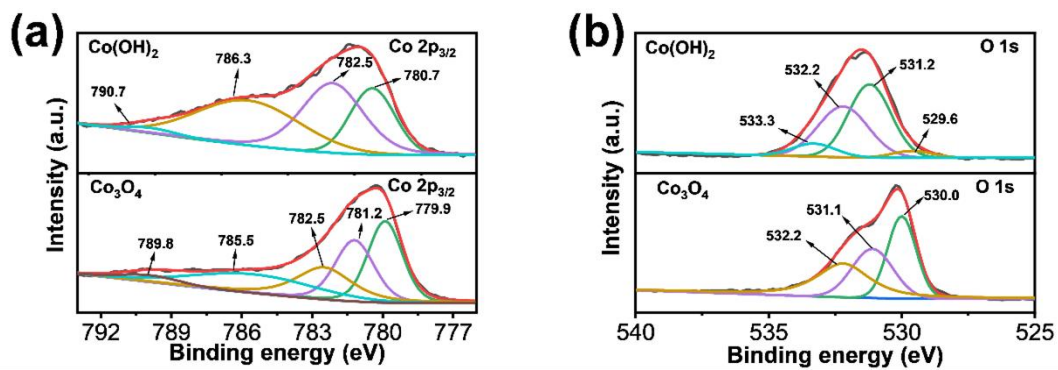 (a)
Co(OH)2
Co 2p3/2
790.7
786.3
782.5
780.7
Co3O4
Co 2p3/2
789.8
785.5
782.5
781.2
779.9
Intensity (a.u.)
792 789 786 783 780 777
Binding energy (eV)
(b)
Co(OH)2
O 1s
533.3
532.2
531.2
529.6
Co3O4
O 1s
532.2
531.1
530.0
Intensity (a.u.)
540 535 530 525
Binding energy (eV)